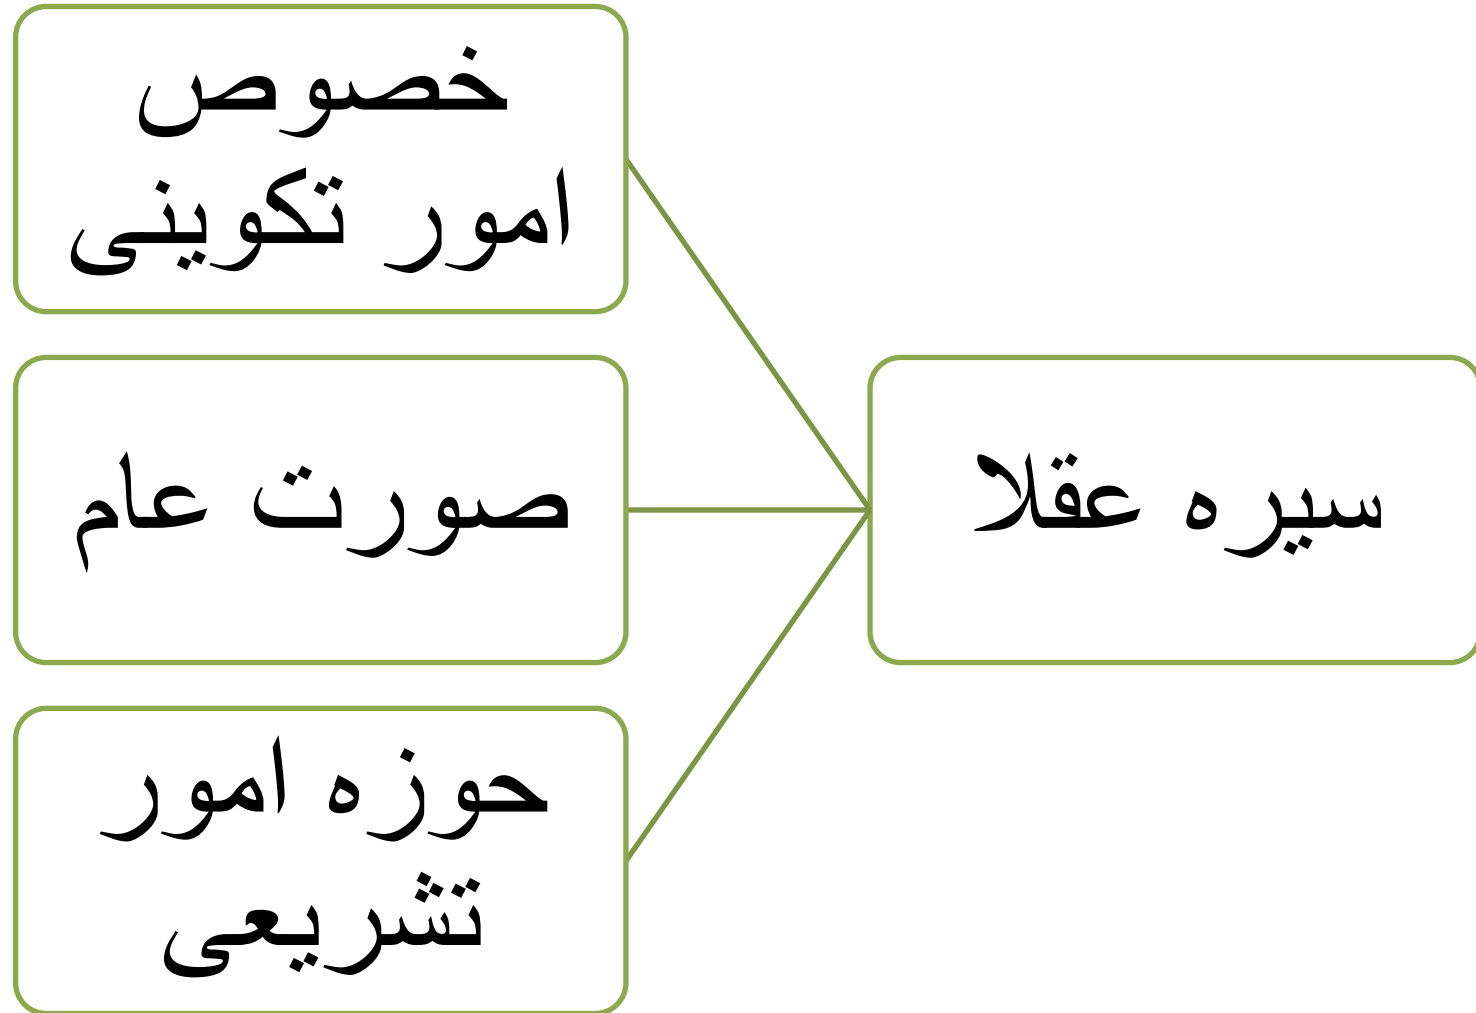 سیره عقلا
خصوص
امور تکوینی
صورت عام
حوزه امور
تشریعی